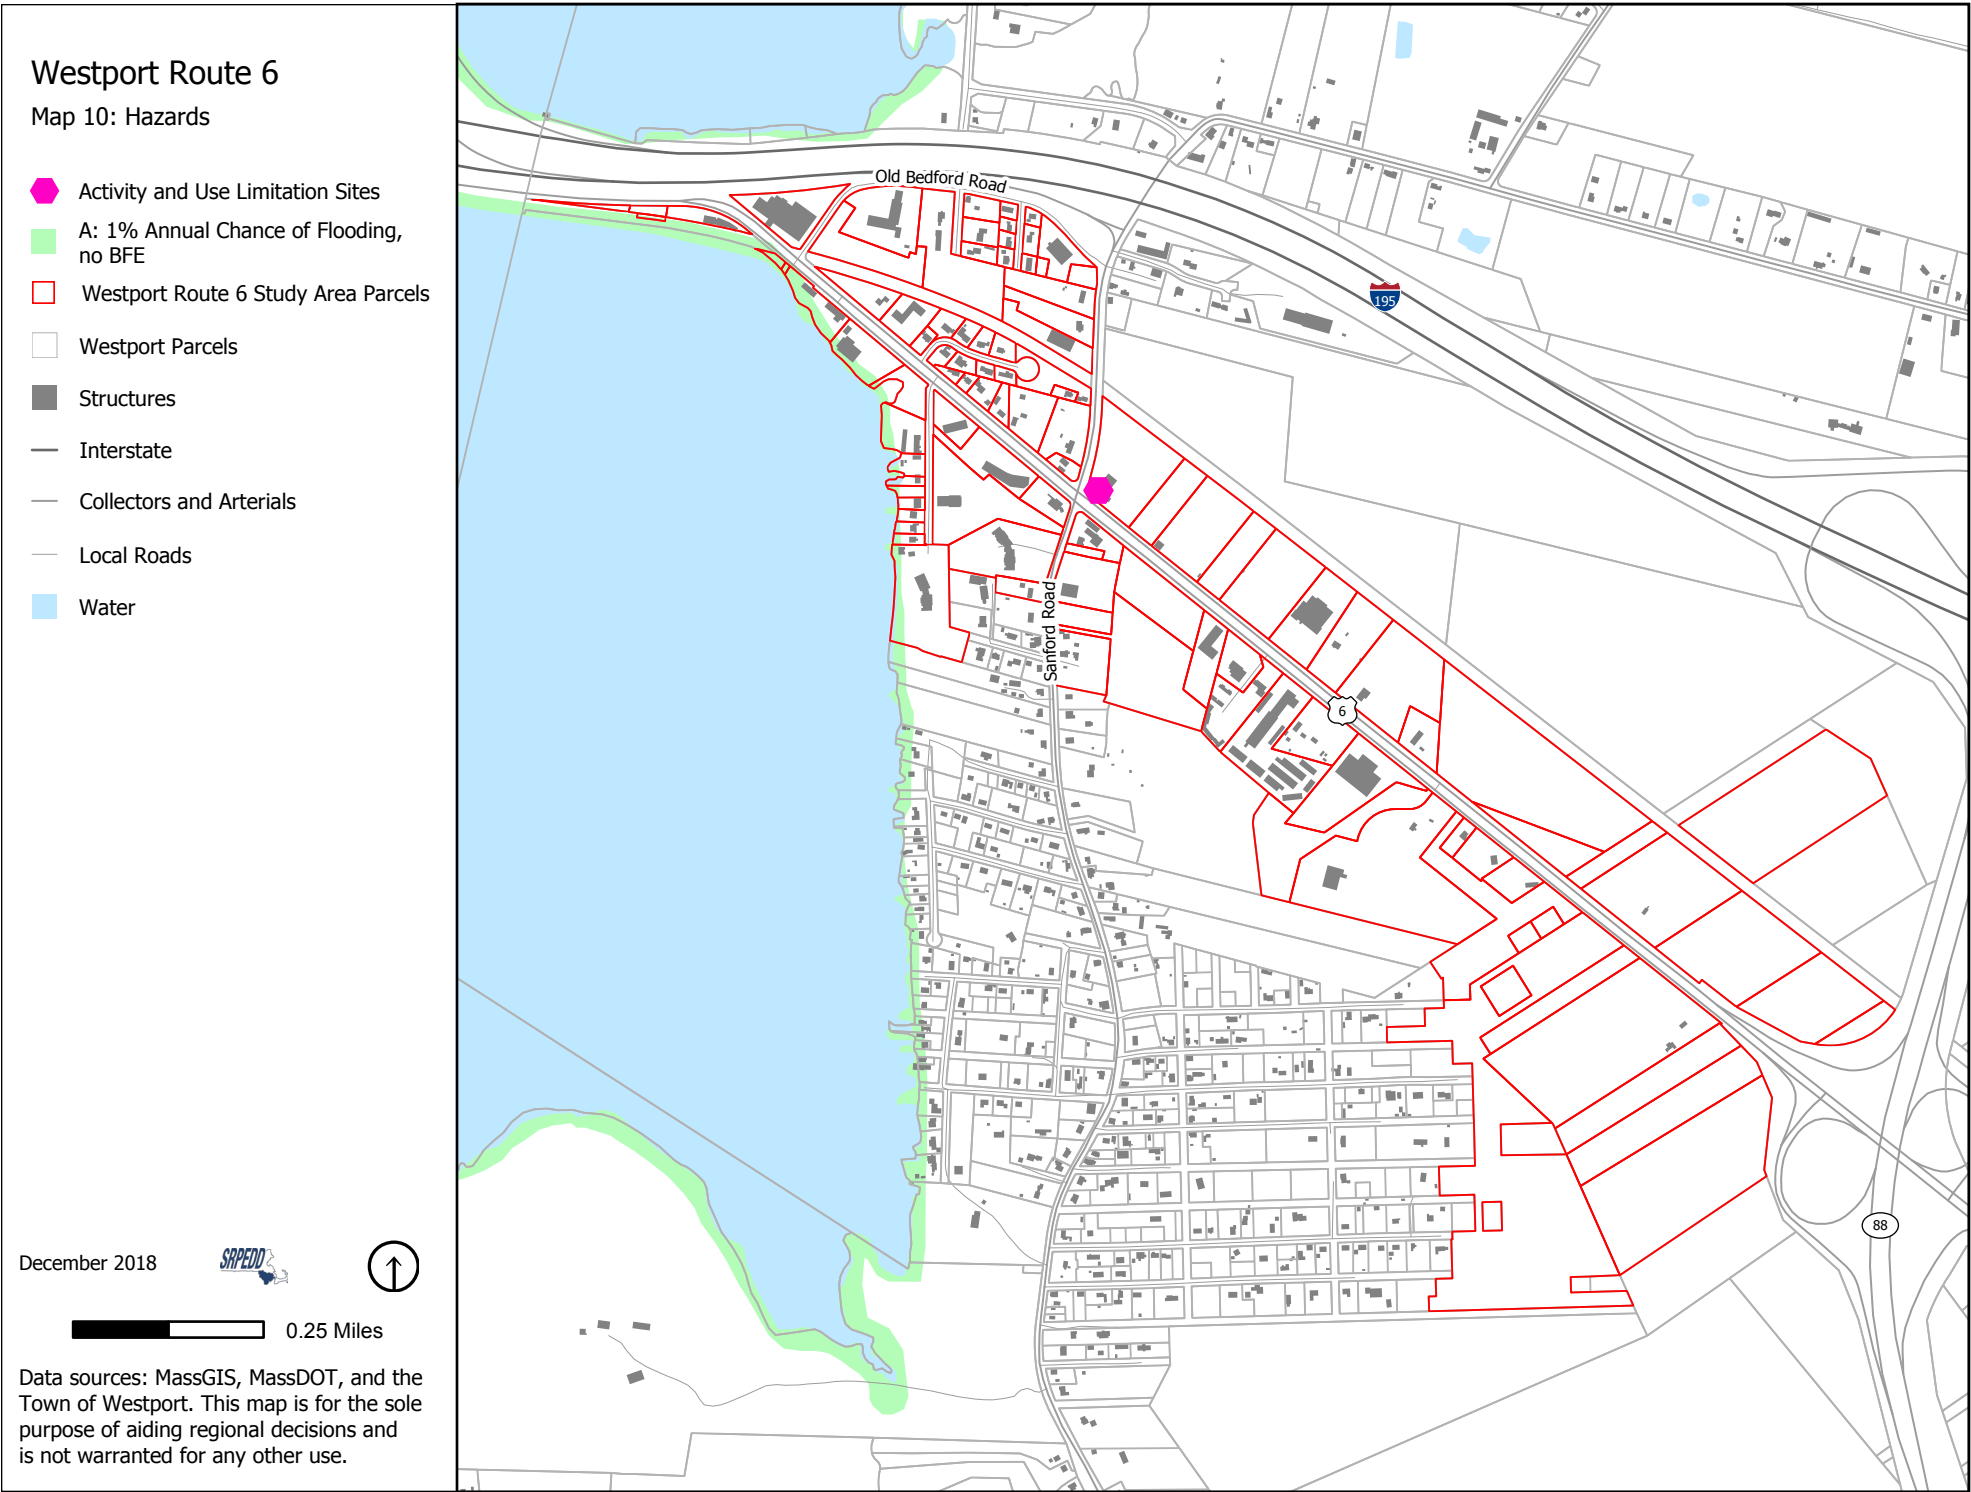 Westport Route 6
Map 10: Hazards
Activity and Use Limitation Sites
A: 1% Annual Chance of Flooding,
no BFE
Westport Route 6 Study Area Parcels
Westport Parcels
Structures
Interstate
Collectors and Arterials
Local Roads
Water
December 2018
SRPEDD
0.25 Miles
Data sources: MassGIS, MassDOT, and the
Town of Westport. This map is for the sole
purpose of aiding regional decisions and
is not warranted for any other use.
Old Bedford Road
195
Sanford Road
6
88